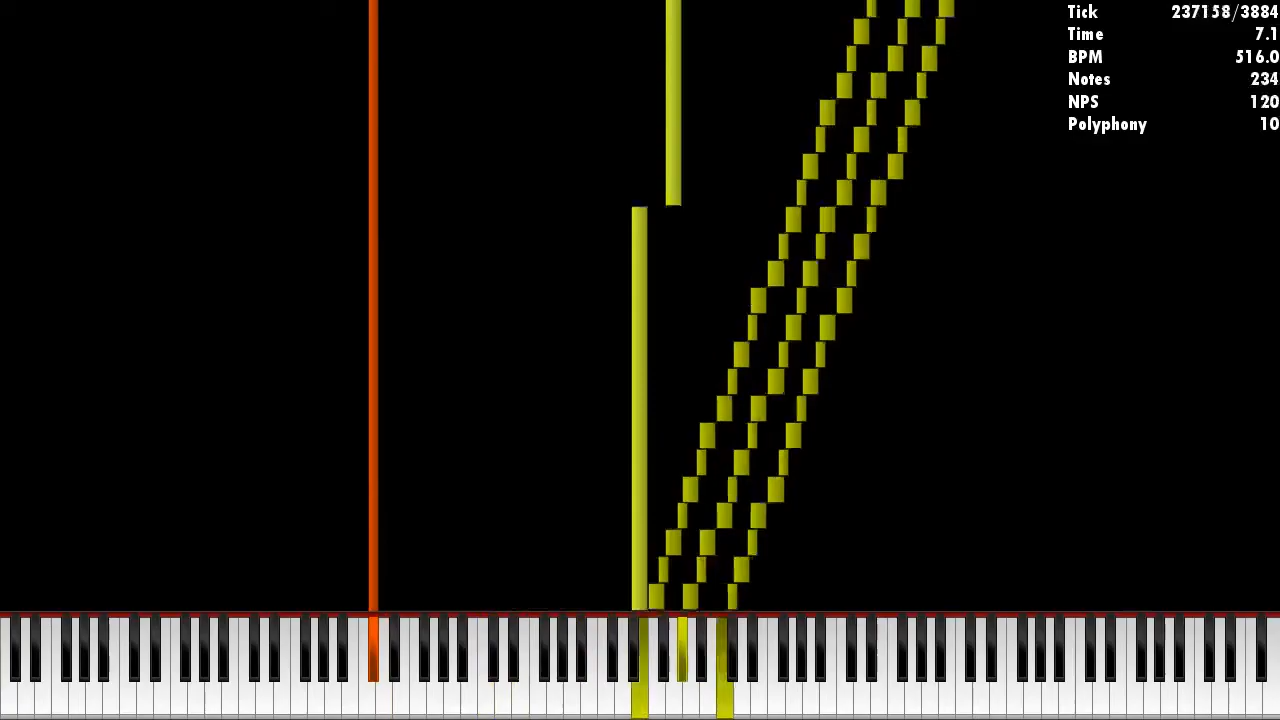 Tick 237158/3884
Time 7.1
BPM 516.0
Notes 234
NPS 120
Polyphony 10